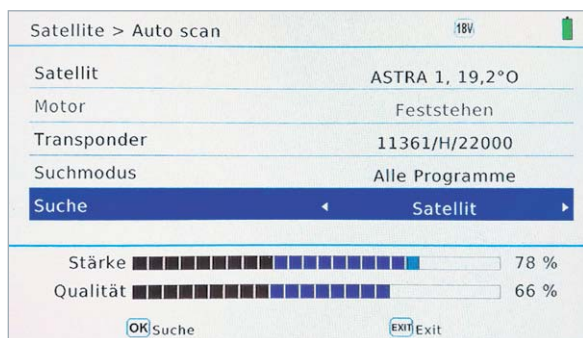 Satellite > Auto scan 18V
Satellit ASTRA 1, 19,2°O
Motor Feststehen
Transponder 11361/H/22000
Suchmodus Alle Programme
Suche Satellit
Stärke 78 %
Qualität 66 %
OK Suche EXIT Exit